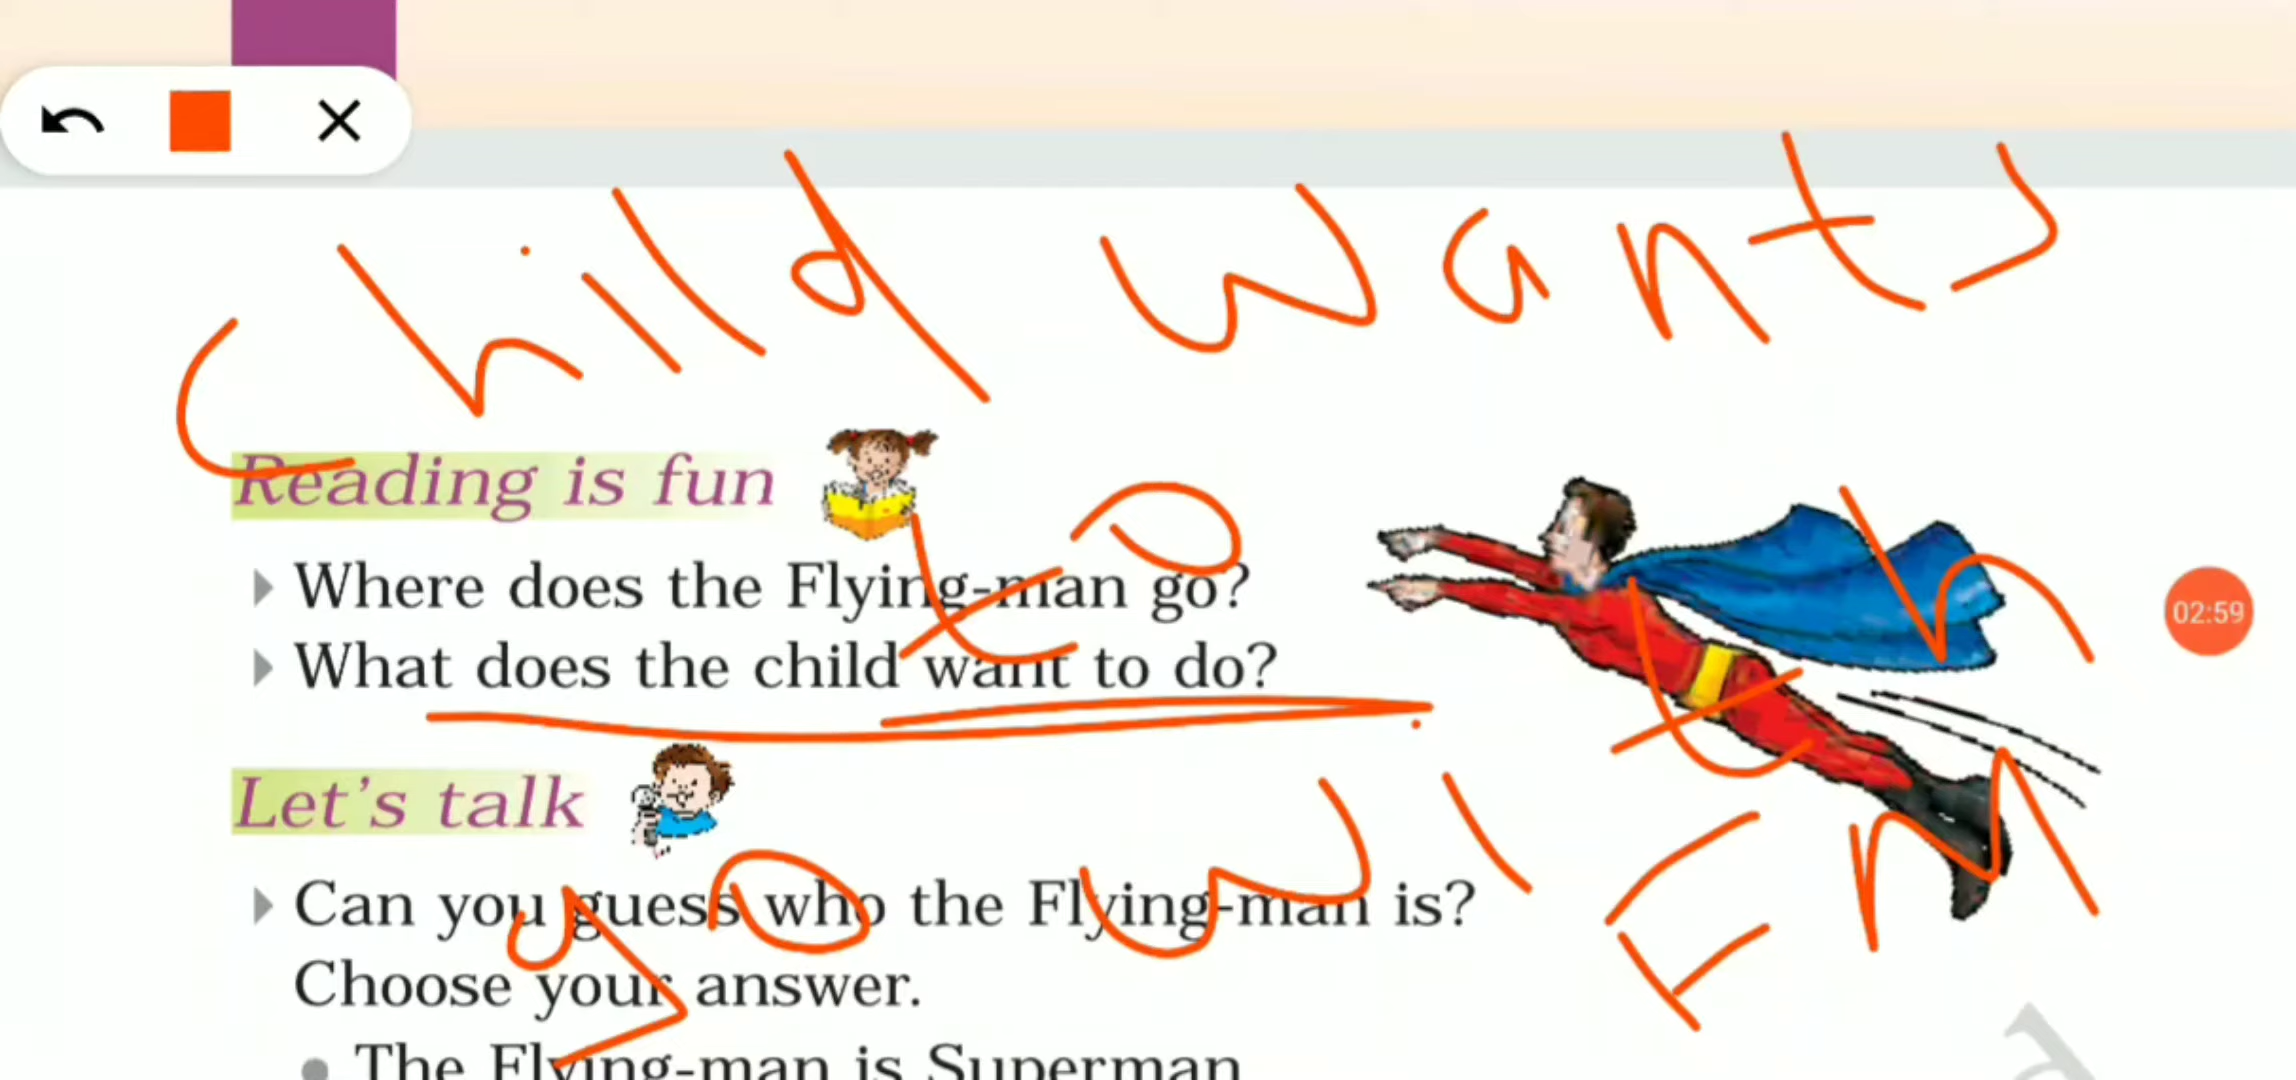 Child wants
Reading is fun
to
Where does the Flying-man go?
What does the child want to do?
Let's talk
go with FM
Can you guess who the Flying-man is?
Choose your answer.
The Flying-man is Superman
02:59
d